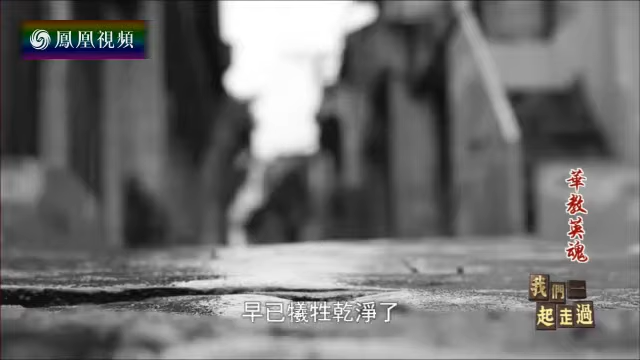 鳳凰視頻
華教英魂
我們一
起走過
早已犧牲乾淨了